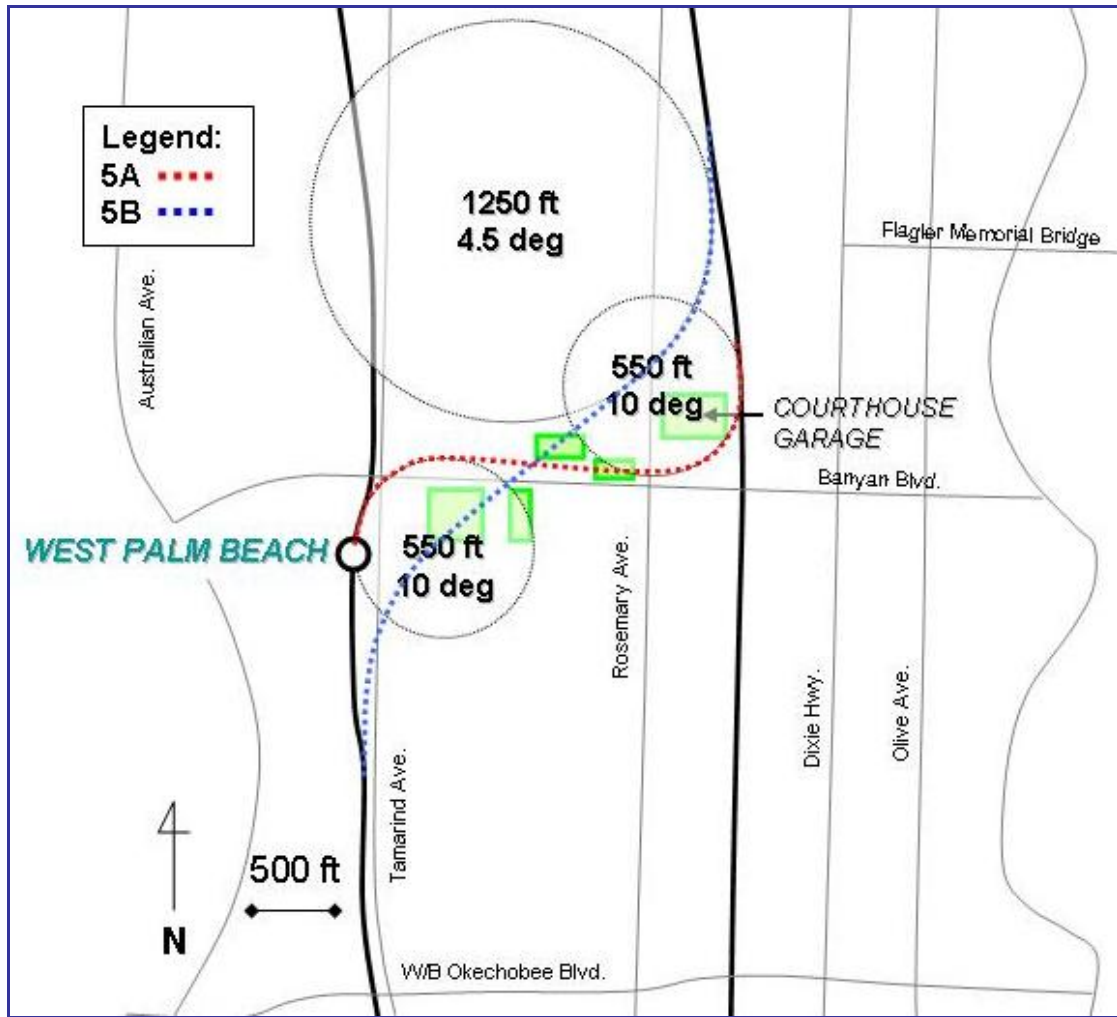 Legend:
5A
5B
1250 ft
4.5 deg
Flagler Memorial Bridge
Australian Ave.
550 ft
10 deg
COURTHOUSE
GARAGE
Banyan Blvd.
WEST PALM BEACH
550 ft
10 deg
Rosemary Ave.
Dixie Hwy.
Olive Ave.
Tamarind Ave.
500 ft
N
W/B Okechobee Blvd.